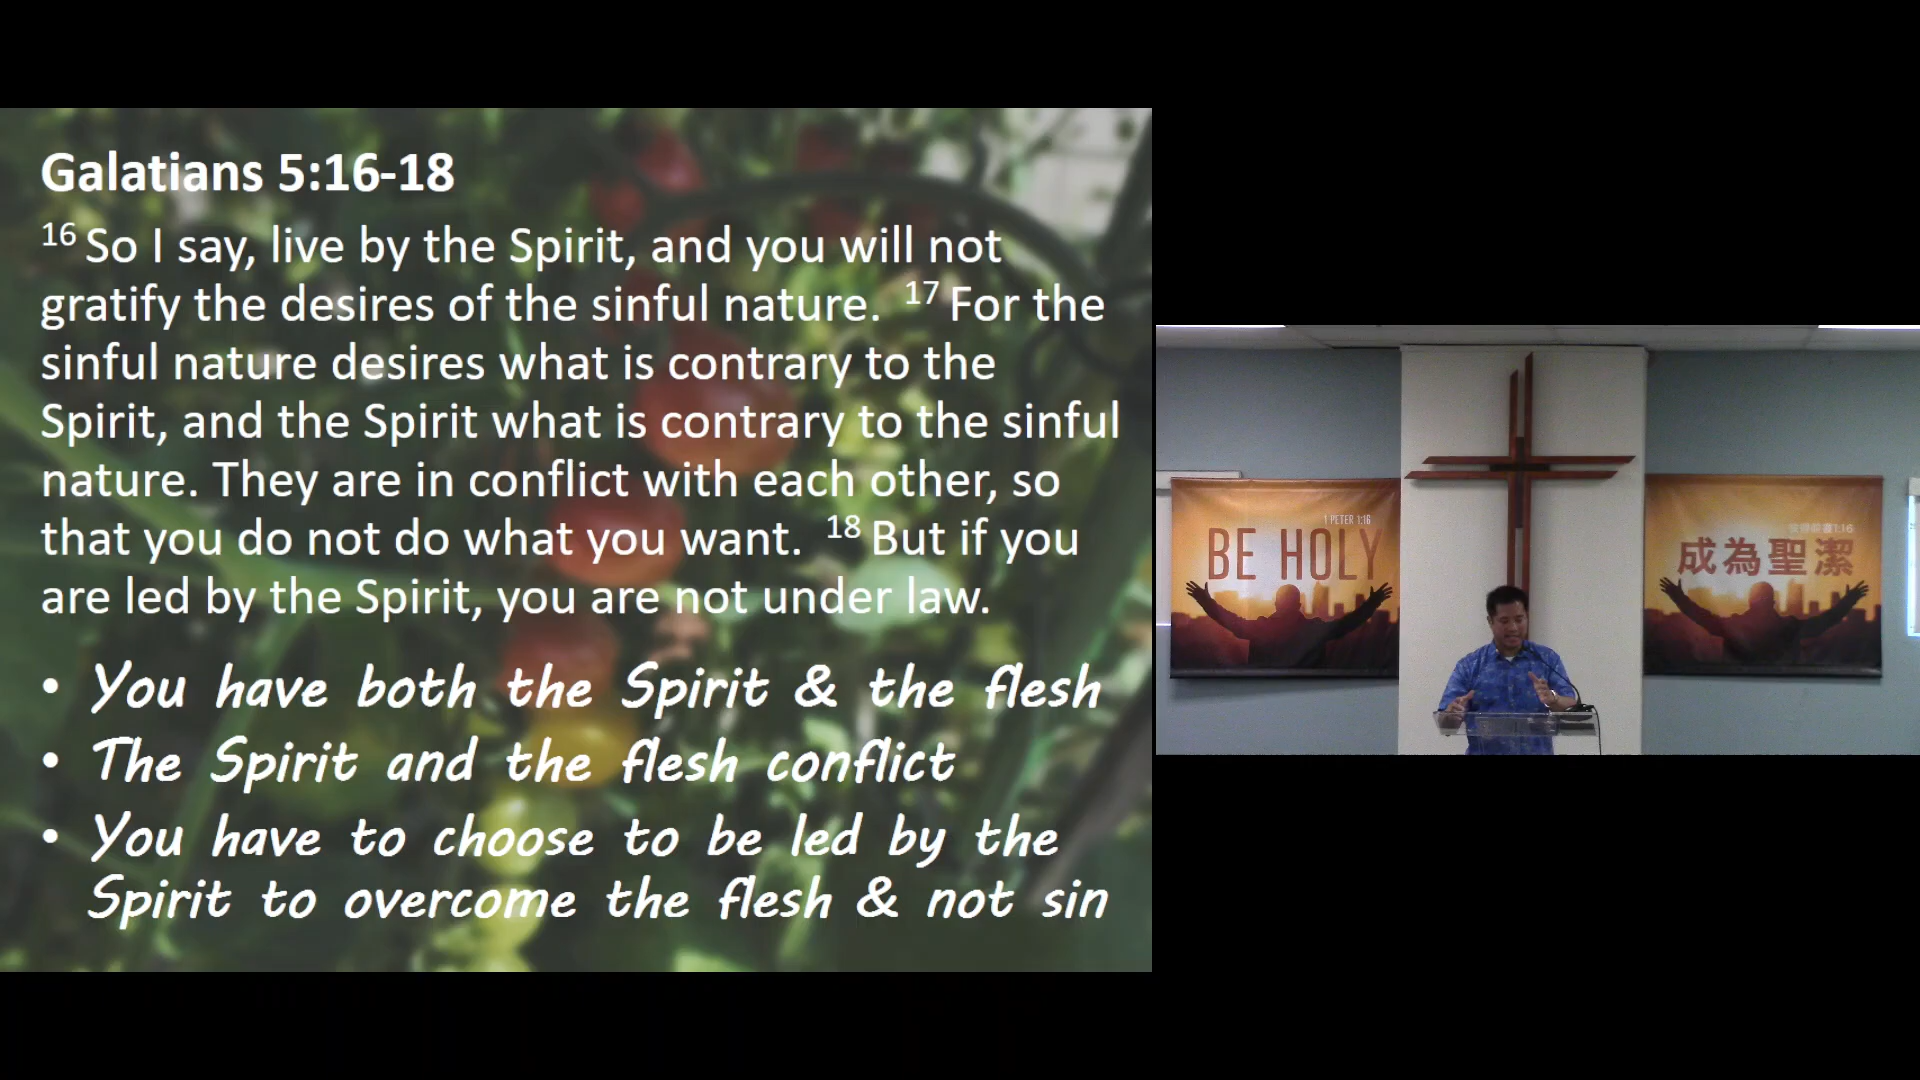 Galatians 5:16-18
16 So I say, live by the Spirit, and you will not
gratify the desires of the sinful nature. 17 For the
sinful nature desires what is contrary to the
Spirit, and the Spirit what is contrary to the sinful
nature. They are in conflict with each other, so
that you do not do what you want. 18 But if you
are led by the Spirit, you are not under law.
• You have both the Spirit & the flesh
• The Spirit and the flesh conflict
• You have to choose to be led by the
Spirit to overcome the flesh & not sin
1 PETER 1:16
BE HOLY
1:16
成為聖潔